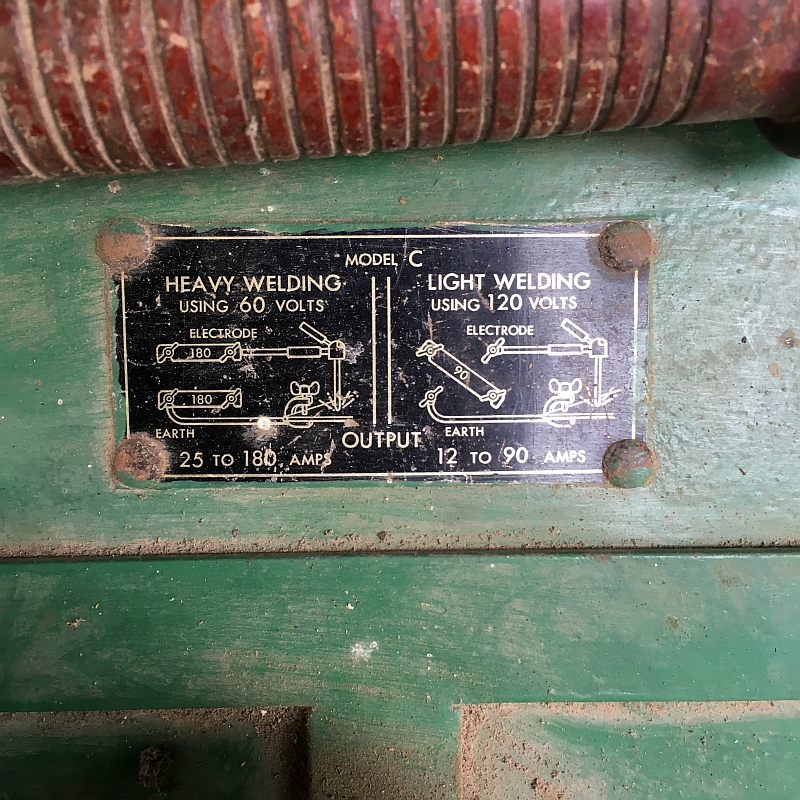 MODEL C
HEAVY WELDING
USING 60 VOLTS
ELECTRODE
180
180
EARTH
25 TO 180 AMPS
LIGHT WELDING
USING 120 VOLTS
ELECTRODE
90
EARTH
OUTPUT
12 TO 90 AMPS